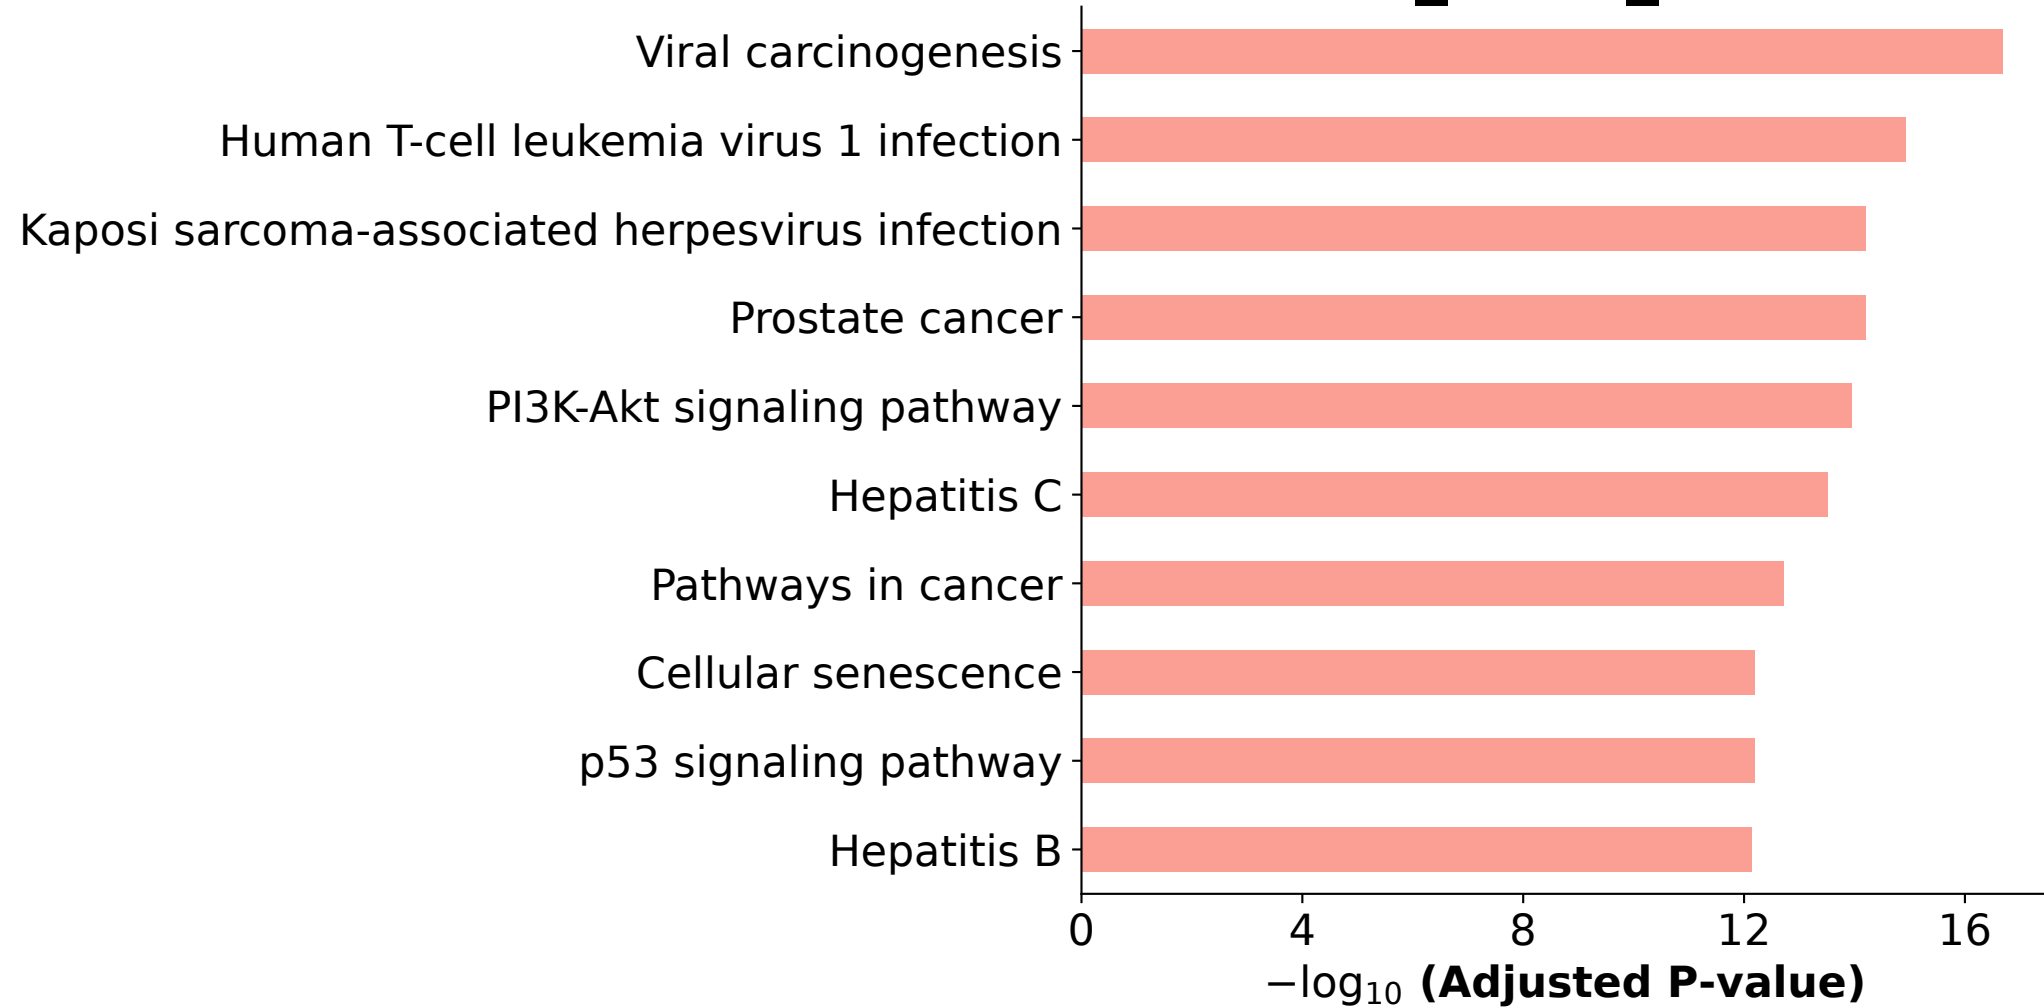 Viral carcinogenesis
Human T-cell leukemia virus 1 infection
Kaposi sarcoma-associated herpesvirus infection
Prostate cancer
PI3K-Akt signaling pathway
Hepatitis C
Pathways in cancer
Cellular senescence
p53 signaling pathway
Hepatitis B
0 4 8 12 16
−log₁₀ (Adjusted P-value)